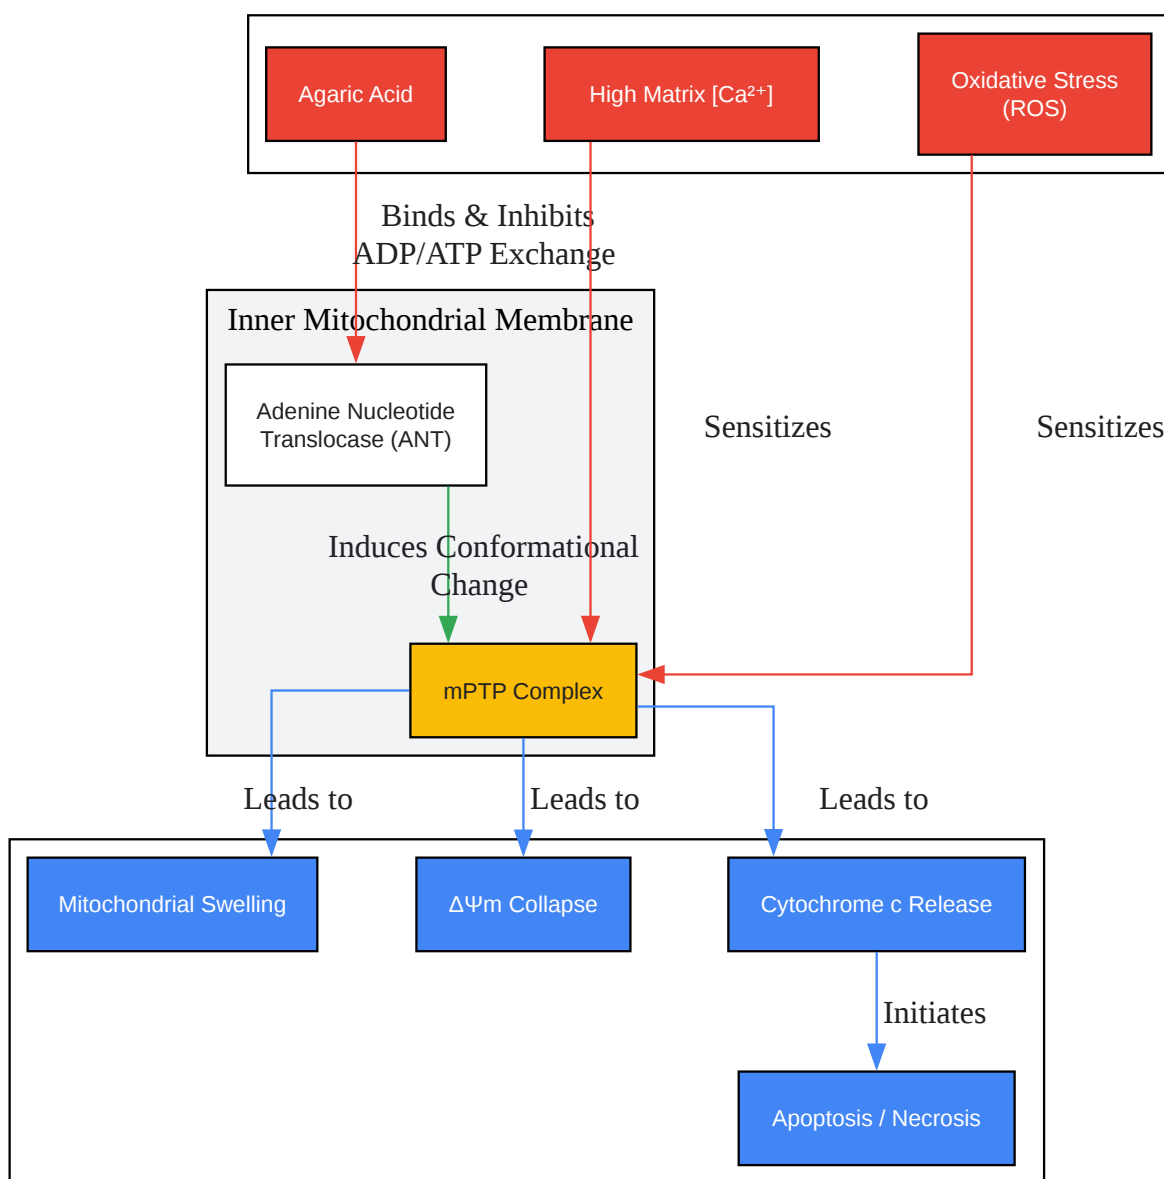 Agaric Acid
High Matrix [Ca²⁺]
Oxidative Stress
(ROS)
Binds & Inhibits
ADP/ATP Exchange
Inner Mitochondrial Membrane
Adenine Nucleotide
Translocase (ANT)
Sensitizes
Sensitizes
Induces Conformational
Change
mPTP Complex
Leads to
Leads to
Leads to
Mitochondrial Swelling
ΔΨm Collapse
Cytochrome c Release
Initiates
Apoptosis / Necrosis